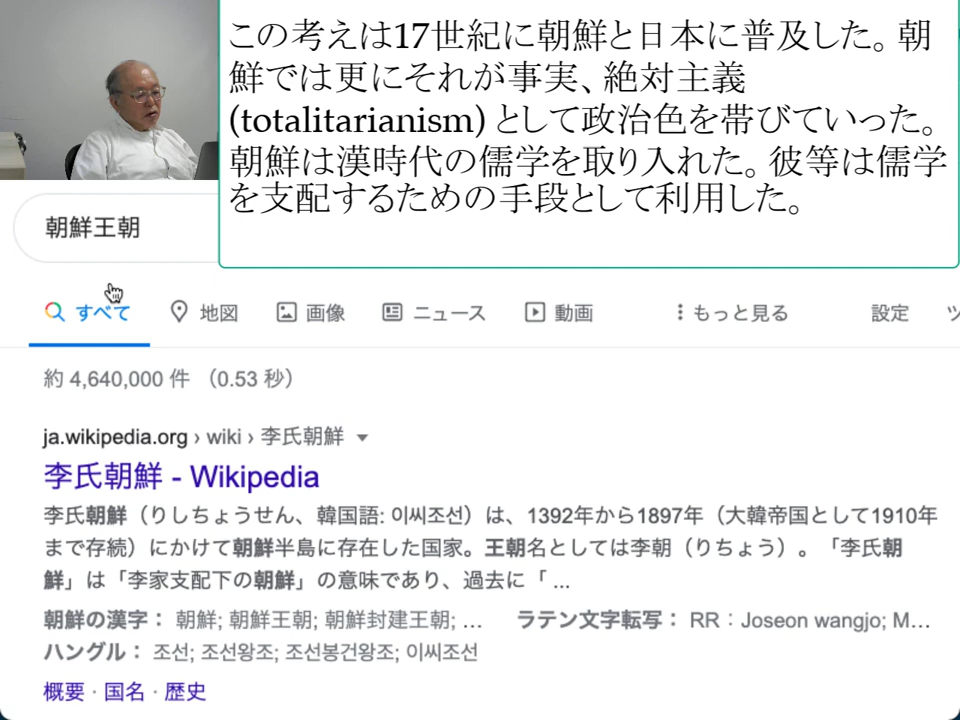 この考えは17世紀に朝鮮と日本に普及した。朝
鮮では更にそれが事実、絶対主義
(totalitarianism) として政治色を帯びていった。
朝鮮は漢時代の儒学を取り入れた。彼等は儒学
を支配するための手段として利用した。
朝鮮王朝
すべて 地図 画像 ニュース 動画 もっと見る 設定 ツ
約 4,640,000 件 （0.53 秒）
ja.wikipedia.org › wiki › 李氏朝鮮
李氏朝鮮 - Wikipedia
李氏朝鮮（りしちょうせん、韓国語: 이씨조선）は、1392年から1897年（大韓帝国として1910年
まで存続）にかけて朝鮮半島に存在した国家。王朝名としては李朝（りちょう）。「李氏朝
鮮」は「李家支配下の朝鮮」の意味であり、過去に「 ...
朝鮮の漢字： 朝鮮; 朝鮮王朝; 朝鮮封建王朝; … ラテン文字転写： RR：Joseon wangjo; M…
ハングル： 조선; 조선왕조; 조선봉건왕조; 이씨조선
概要 · 国名 · 歴史